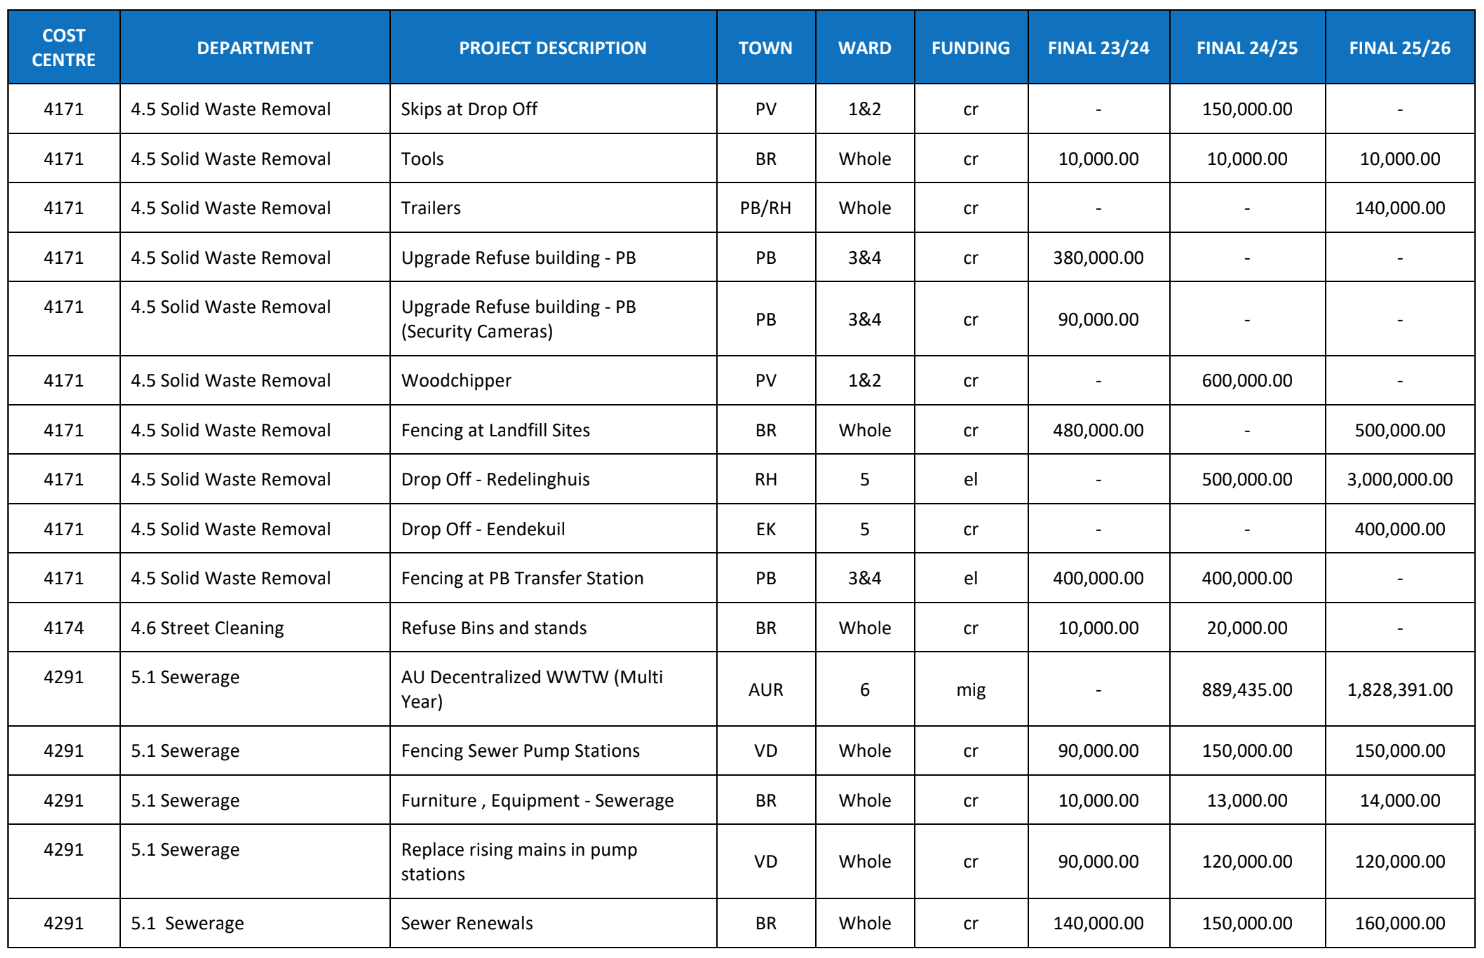 COST CENTRE DEPARTMENT PROJECT DESCRIPTION TOWN WARD FUNDING FINAL 23/24 FINAL 24/25 FINAL 25/26
4171 4.5 Solid Waste Removal Skips at Drop Off PV 1&2 cr - 150,000.00 -
4171 4.5 Solid Waste Removal Tools BR Whole cr 10,000.00 10,000.00 10,000.00
4171 4.5 Solid Waste Removal Trailers PB/RH Whole cr - - 140,000.00
4171 4.5 Solid Waste Removal Upgrade Refuse building - PB PB 3&4 cr 380,000.00 - -
4171 4.5 Solid Waste Removal Upgrade Refuse building - PB (Security Cameras) PB 3&4 cr 90,000.00 - -
4171 4.5 Solid Waste Removal Woodchipper PV 1&2 cr - 600,000.00 -
4171 4.5 Solid Waste Removal Fencing at Landfill Sites BR Whole cr 480,000.00 - 500,000.00
4171 4.5 Solid Waste Removal Drop Off - Redelinghuis RH 5 el - 500,000.00 3,000,000.00
4171 4.5 Solid Waste Removal Drop Off - Eendekuil EK 5 cr - - 400,000.00
4171 4.5 Solid Waste Removal Fencing at PB Transfer Station PB 3&4 el 400,000.00 400,000.00 -
4174 4.6 Street Cleaning Refuse Bins and stands BR Whole cr 10,000.00 20,000.00 -
4291 5.1 Sewerage AU Decentralized WWTW (Multi Year) AUR 6 mig - 889,435.00 1,828,391.00
4291 5.1 Sewerage Fencing Sewer Pump Stations VD Whole cr 90,000.00 150,000.00 150,000.00
4291 5.1 Sewerage Furniture , Equipment - Sewerage BR Whole cr 10,000.00 13,000.00 14,000.00
4291 5.1 Sewerage Replace rising mains in pump stations VD Whole cr 90,000.00 120,000.00 120,000.00
4291 5.1 Sewerage Sewer Renewals BR Whole cr 140,000.00 150,000.00 160,000.00